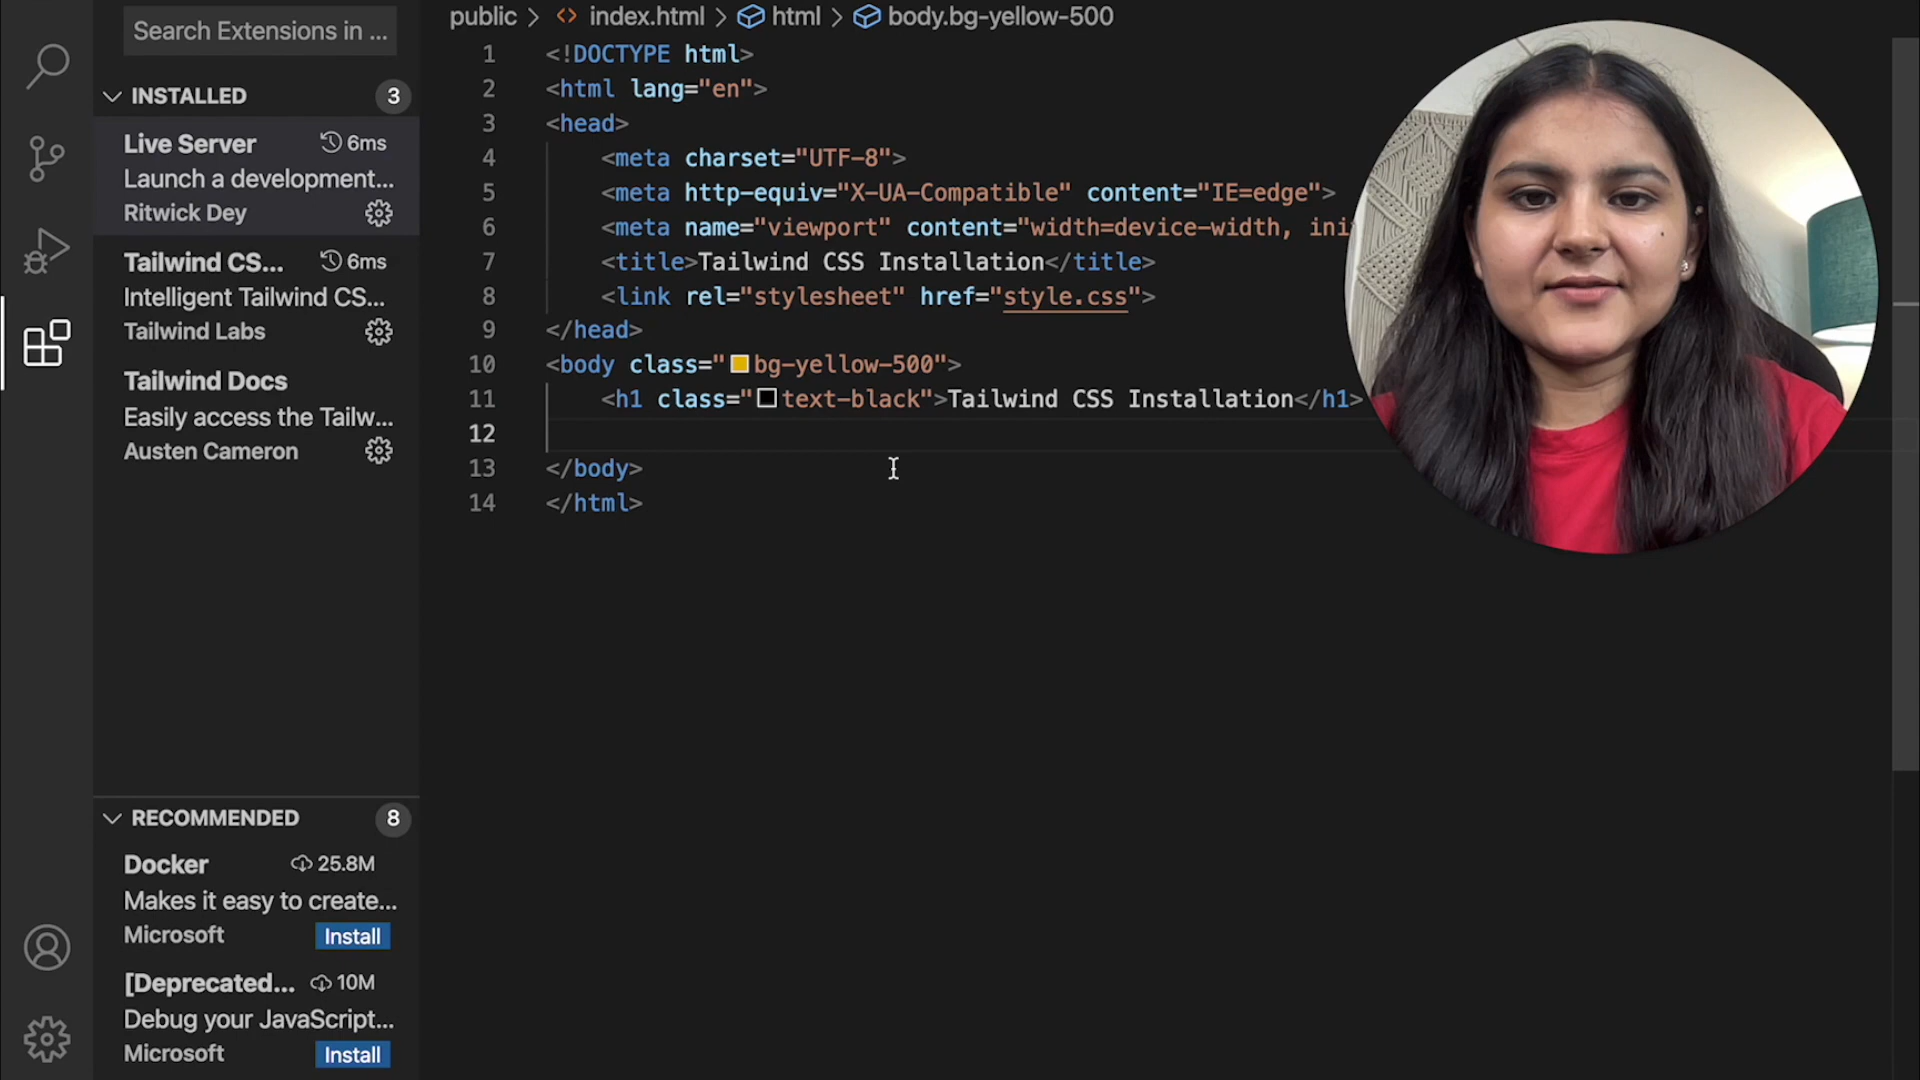 Search Extensions in ...
INSTALLED 3
Live Server 6ms
Launch a development...
Ritwick Dey
Tailwind CS... 6ms
Intelligent Tailwind CS...
Tailwind Labs
Tailwind Docs
Easily access the Tailw...
Austen Cameron
RECOMMENDED 8
Docker 25.8M
Makes it easy to create...
Microsoft Install
[Deprecated... 10M
Debug your JavaScript...
Microsoft Install
public > <> index.html > html > body.bg-yellow-500
1 <!DOCTYPE html>
2 <html lang="en">
3 <head>
4 <meta charset="UTF-8">
5 <meta http-equiv="X-UA-Compatible" content="IE=edge">
6 <meta name="viewport" content="width=device-width, ini
7 <title>Tailwind CSS Installation</title>
8 <link rel="stylesheet" href="style.css">
9 </head>
10 <body class="bg-yellow-500">
11 <h1 class="text-black">Tailwind CSS Installation</h1>
12
13 </body>
14 </html>